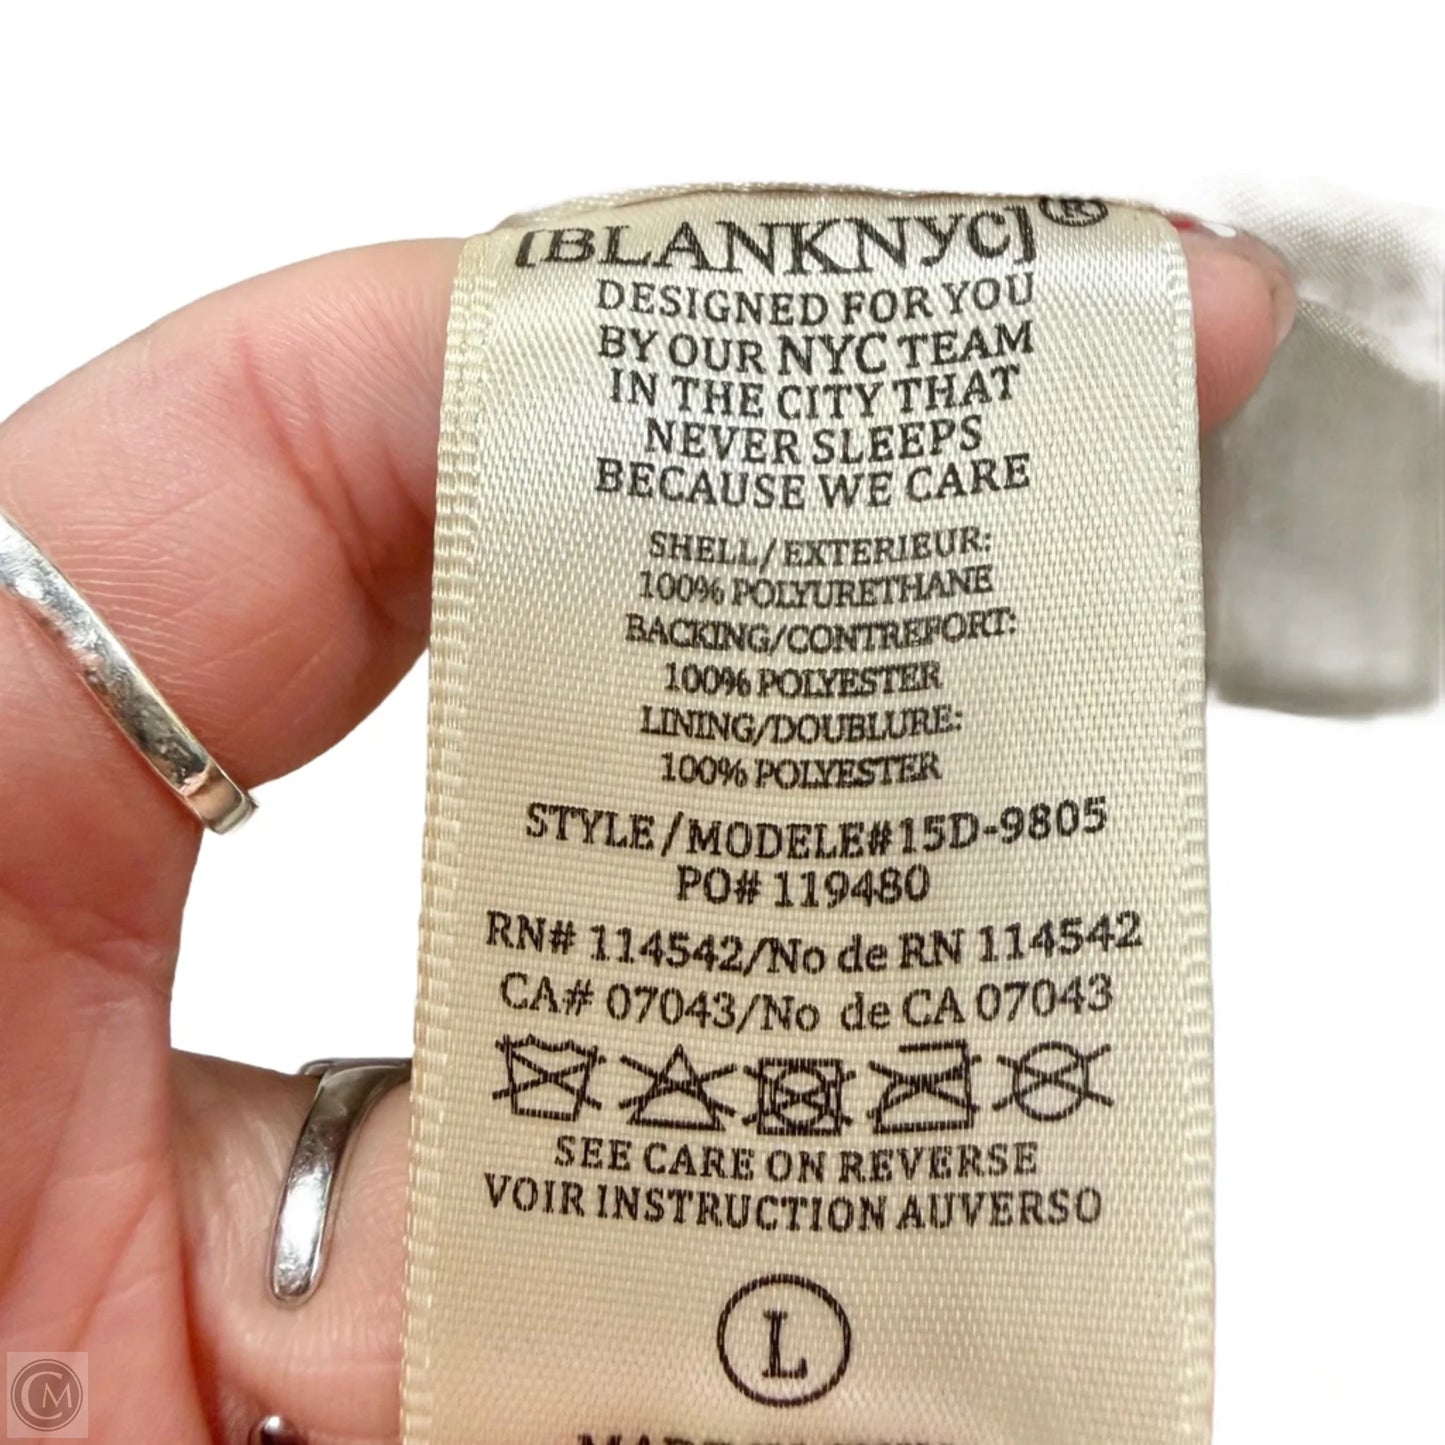 [BLANKNYC]®
DESIGNED FOR YOU
BY OUR NYC TEAM
IN THE CITY THAT
NEVER SLEEPS
BECAUSE WE CARE
SHELL/EXTERIEUR:
100% POLYURETHANE
BACKING/CONTREFORT:
100% POLYESTER
LINING/DOUBLURE:
100% POLYESTER
STYLE/MODELE#15D-9805
PO# 119480
RN# 114542/No de RN 114542
CA# 07043/No de CA 07043
SEE CARE ON REVERSE
VOIR INSTRUCTION AUVERSO
L
CM